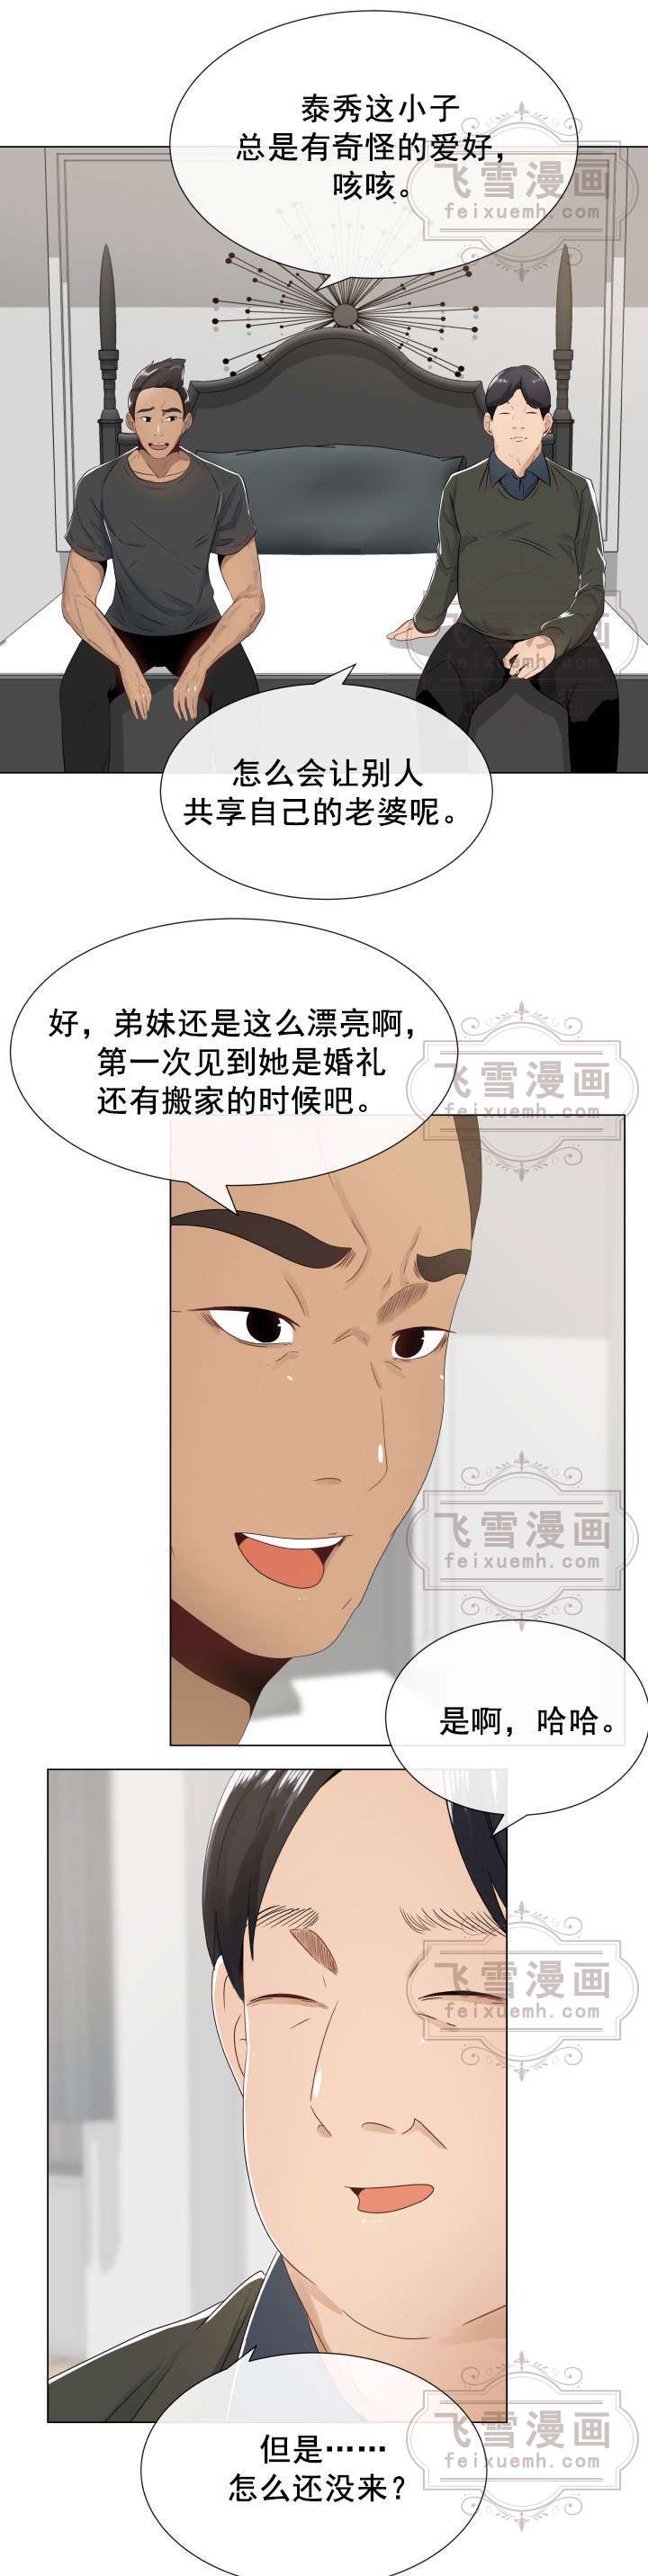 泰秀这小子
总是有奇怪的爱好，
咳咳。
飞雪漫画
feixuemh.com
飞雪漫画
feixuemh.com
怎么会让别人
共享自己的老婆呢。
好，弟妹还是这么漂亮啊，
第一次见到她是婚礼
还有搬家的时候吧。
飞雪漫画
feixuemh.com
飞雪漫画
feixuemh.com
是啊，哈哈。
飞雪漫画
feixuemh.com
飞雪漫画
feixuemh.com
但是……
怎么还没来？